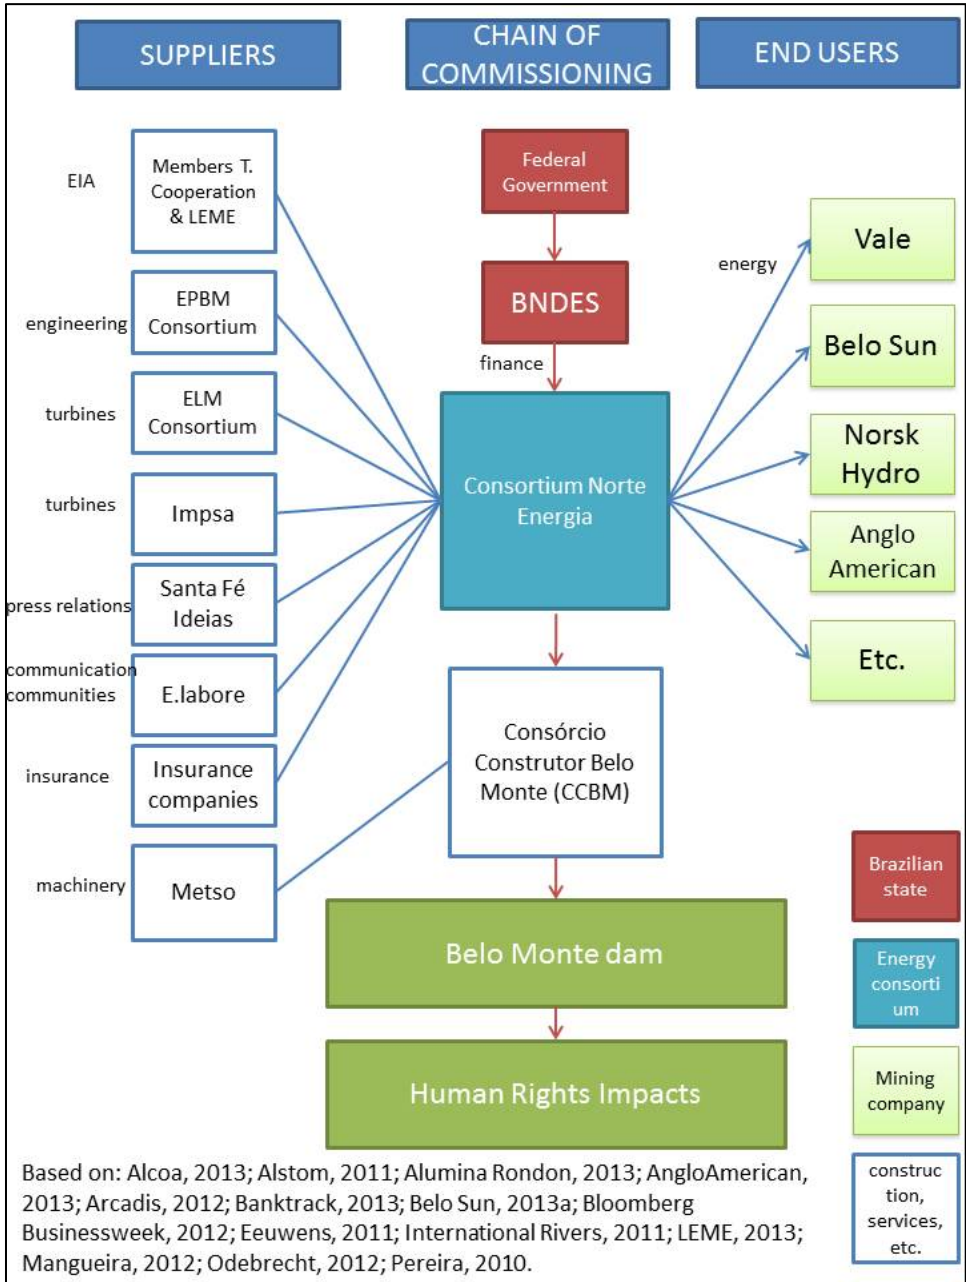 SUPPLIERS
CHAIN OF
COMMISSIONING
END USERS
EIA
Members T.
Cooperation
& LEME
engineering
EPBM
Consortium
turbines
ELM
Consortium
turbines
Impsa
press relations
Santa Fé
Ideias
communication
communities
E.labore
insurance
Insurance
companies
machinery
Metso
Federal
Government
BNDES
finance
Consortium Norte
Energia
Consórcio
Construtor Belo
Monte (CCBM)
Belo Monte dam
Human Rights Impacts
energy
Vale
Belo Sun
Norsk
Hydro
Anglo
American
Etc.
Brazilian
state
Energy
consorti
um
Mining
company
construc
tion,
services,
etc.
Based on: Alcoa, 2013; Alstom, 2011; Alumina Rondon, 2013; AngloAmerican,
2013; Arcadis, 2012; Banktrack, 2013; Belo Sun, 2013a; Bloomberg
Businessweek, 2012; Eeuwens, 2011; International Rivers, 2011; LEME, 2013;
Mangueira, 2012; Odebrecht, 2012; Pereira, 2010.